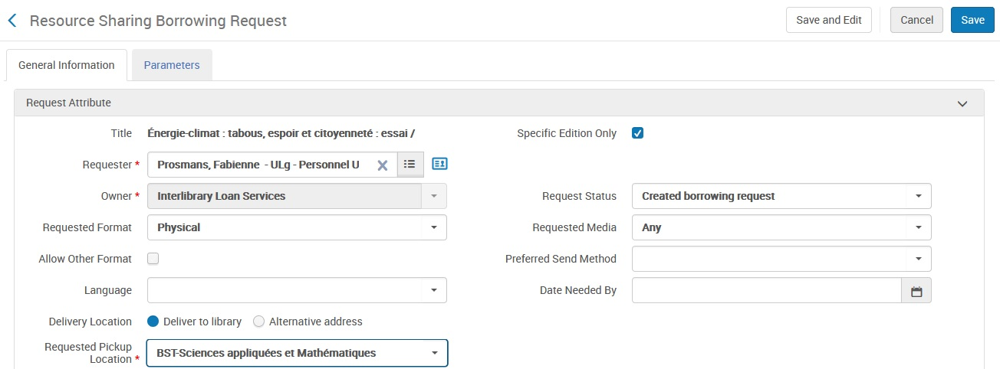 Resource Sharing Borrowing Request
Save and Edit
Cancel
Save
General Information
Parameters
Request Attribute
Title Énergie-climat : tabous, espoir et citoyenneté : essai /
Specific Edition Only
Requester * Prosmans, Fabienne - ULg - Personnel U
Owner * Interlibrary Loan Services
Request Status Created borrowing request
Requested Format Physical
Requested Media Any
Allow Other Format
Preferred Send Method
Language
Date Needed By
Delivery Location Deliver to library Alternative address
Requested Pickup
Location * BST-Sciences appliquées et Mathématiques